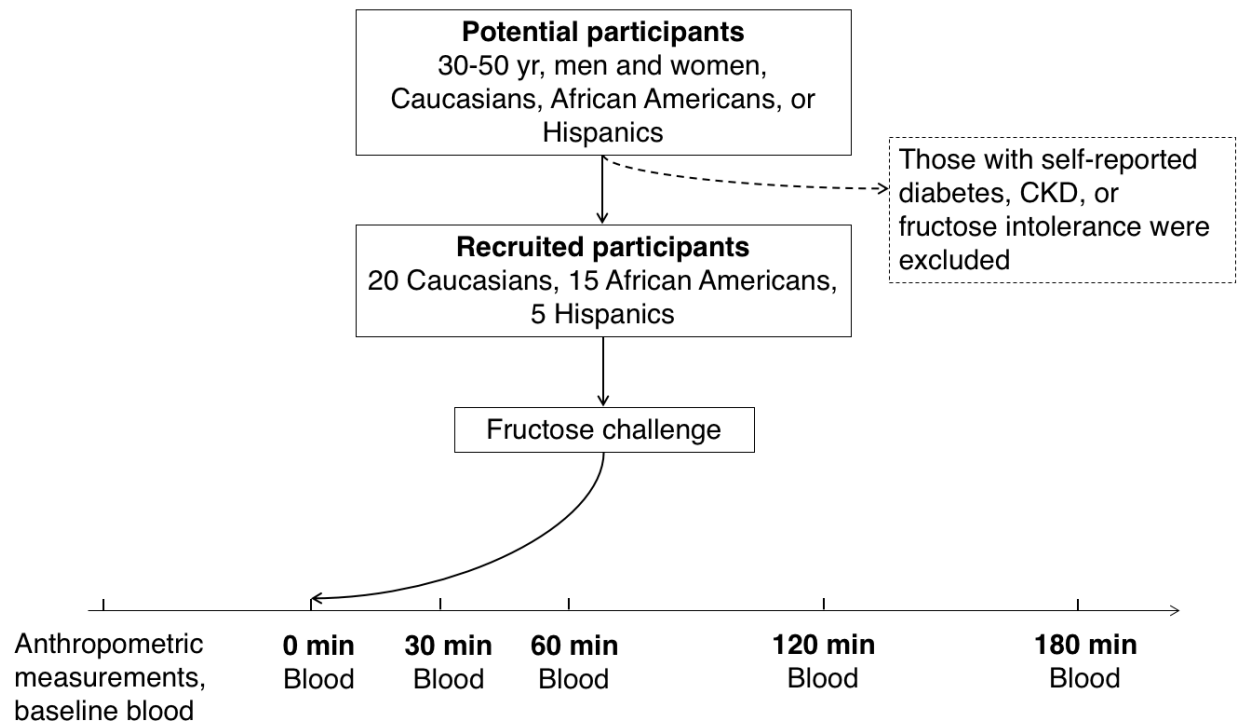 Potential participants
30-50 yr, men and women,
Caucasians, African Americans, or
Hispanics
Those with self-reported
diabetes, CKD, or
fructose intolerance were
excluded
Recruited participants
20 Caucasians, 15 African Americans,
5 Hispanics
Fructose challenge
Anthropometric
measurements,
baseline blood
0 min
Blood
30 min
Blood
60 min
Blood
120 min
Blood
180 min
Blood